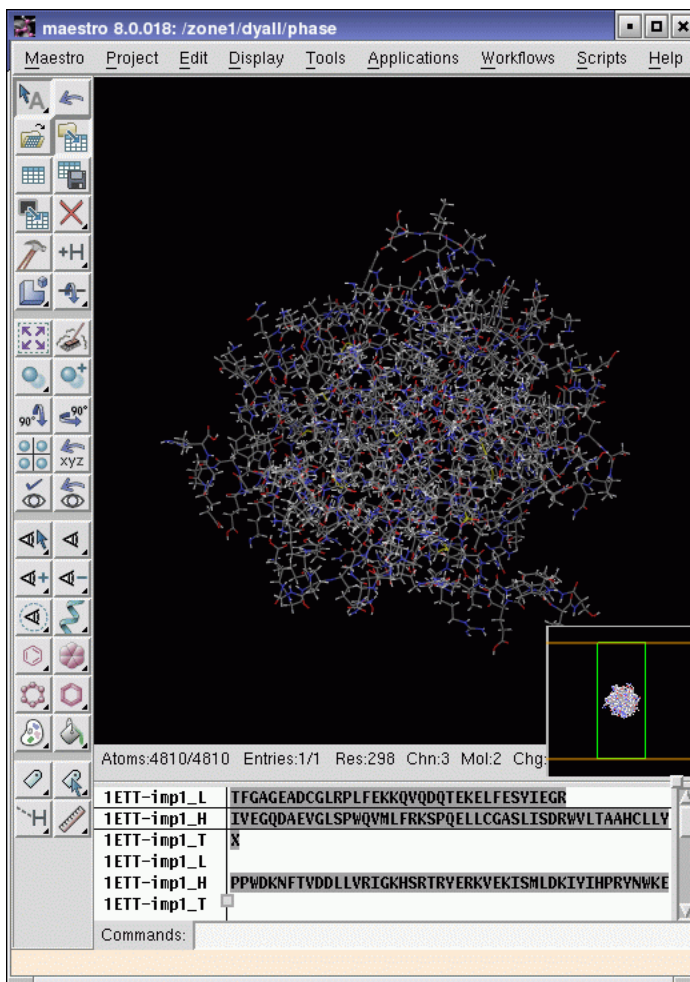 maestro 8.0.018: /zone1/dyall/phase
Maestro Project Edit Display Tools Applications Workflows Scripts Help
A
+H
90° 90°
xyz
H
Atoms:4810/4810 Entries:1/1 Res:298 Chn:3 Mol:2 Chg:
1ETT-imp1_L TFGAGEADCGLRPLFEKKQVQDQTEKELFESYIEGR
1ETT-imp1_H IVEGQDAEVGLSPWQVMLFRKSPQELLCGASLISDRWVLTAAHCLLY
1ETT-imp1_T X
1ETT-imp1_L
1ETT-imp1_H PPWDKNFTVDDLLVRIGKHSRTRYERKVEKISMLDKIYIHPRYNWKE
1ETT-imp1_T
Commands: